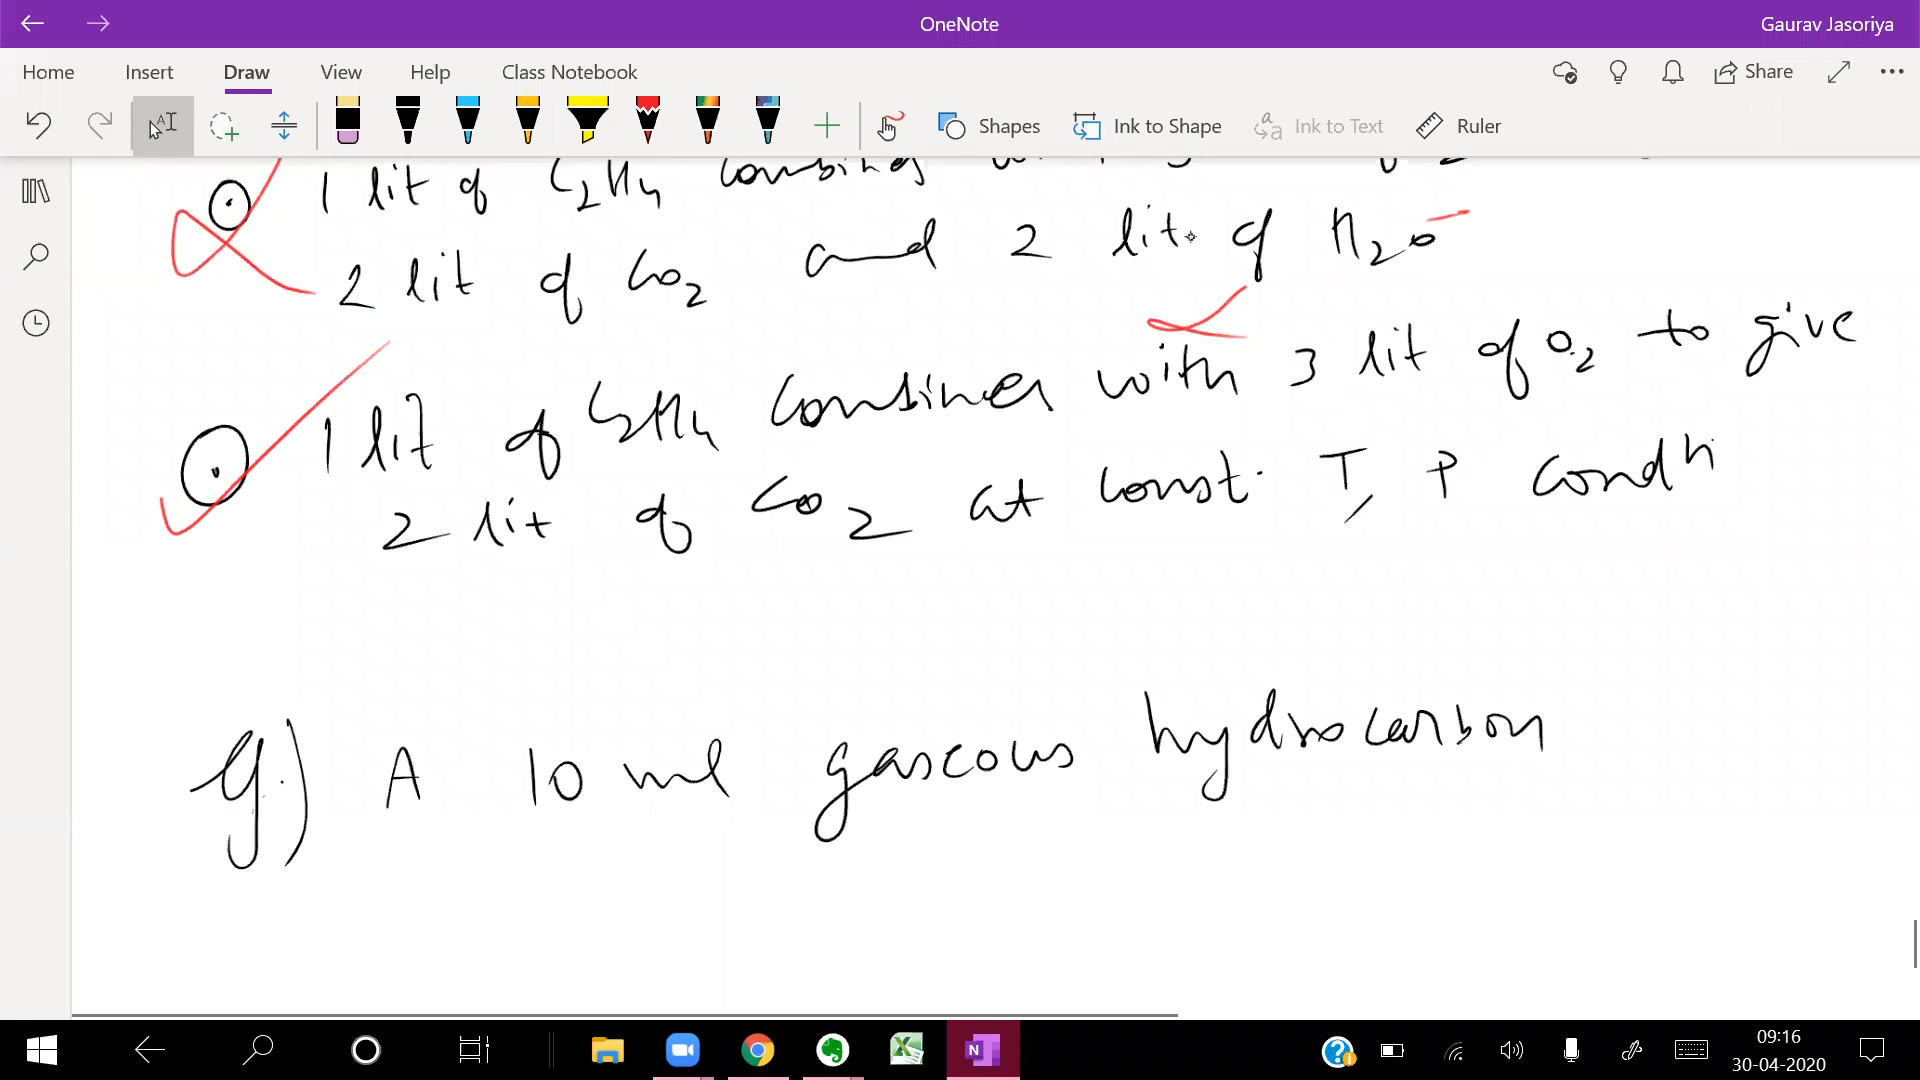 OneNote
Gaurav Jasoriya
Home Insert Draw View Help Class Notebook
Share
Shapes Ink to Shape Ink to Text Ruler
1 lit of C2H4
2 lit of CO2 and 2 lit. of H2O
1 lit of C2H4 combines with 3 lit of O2 to give
2 lit of CO2 at const. T, P condn
Q.) A 10 ml gaseous hydrocarbon
09:16
30-04-2020